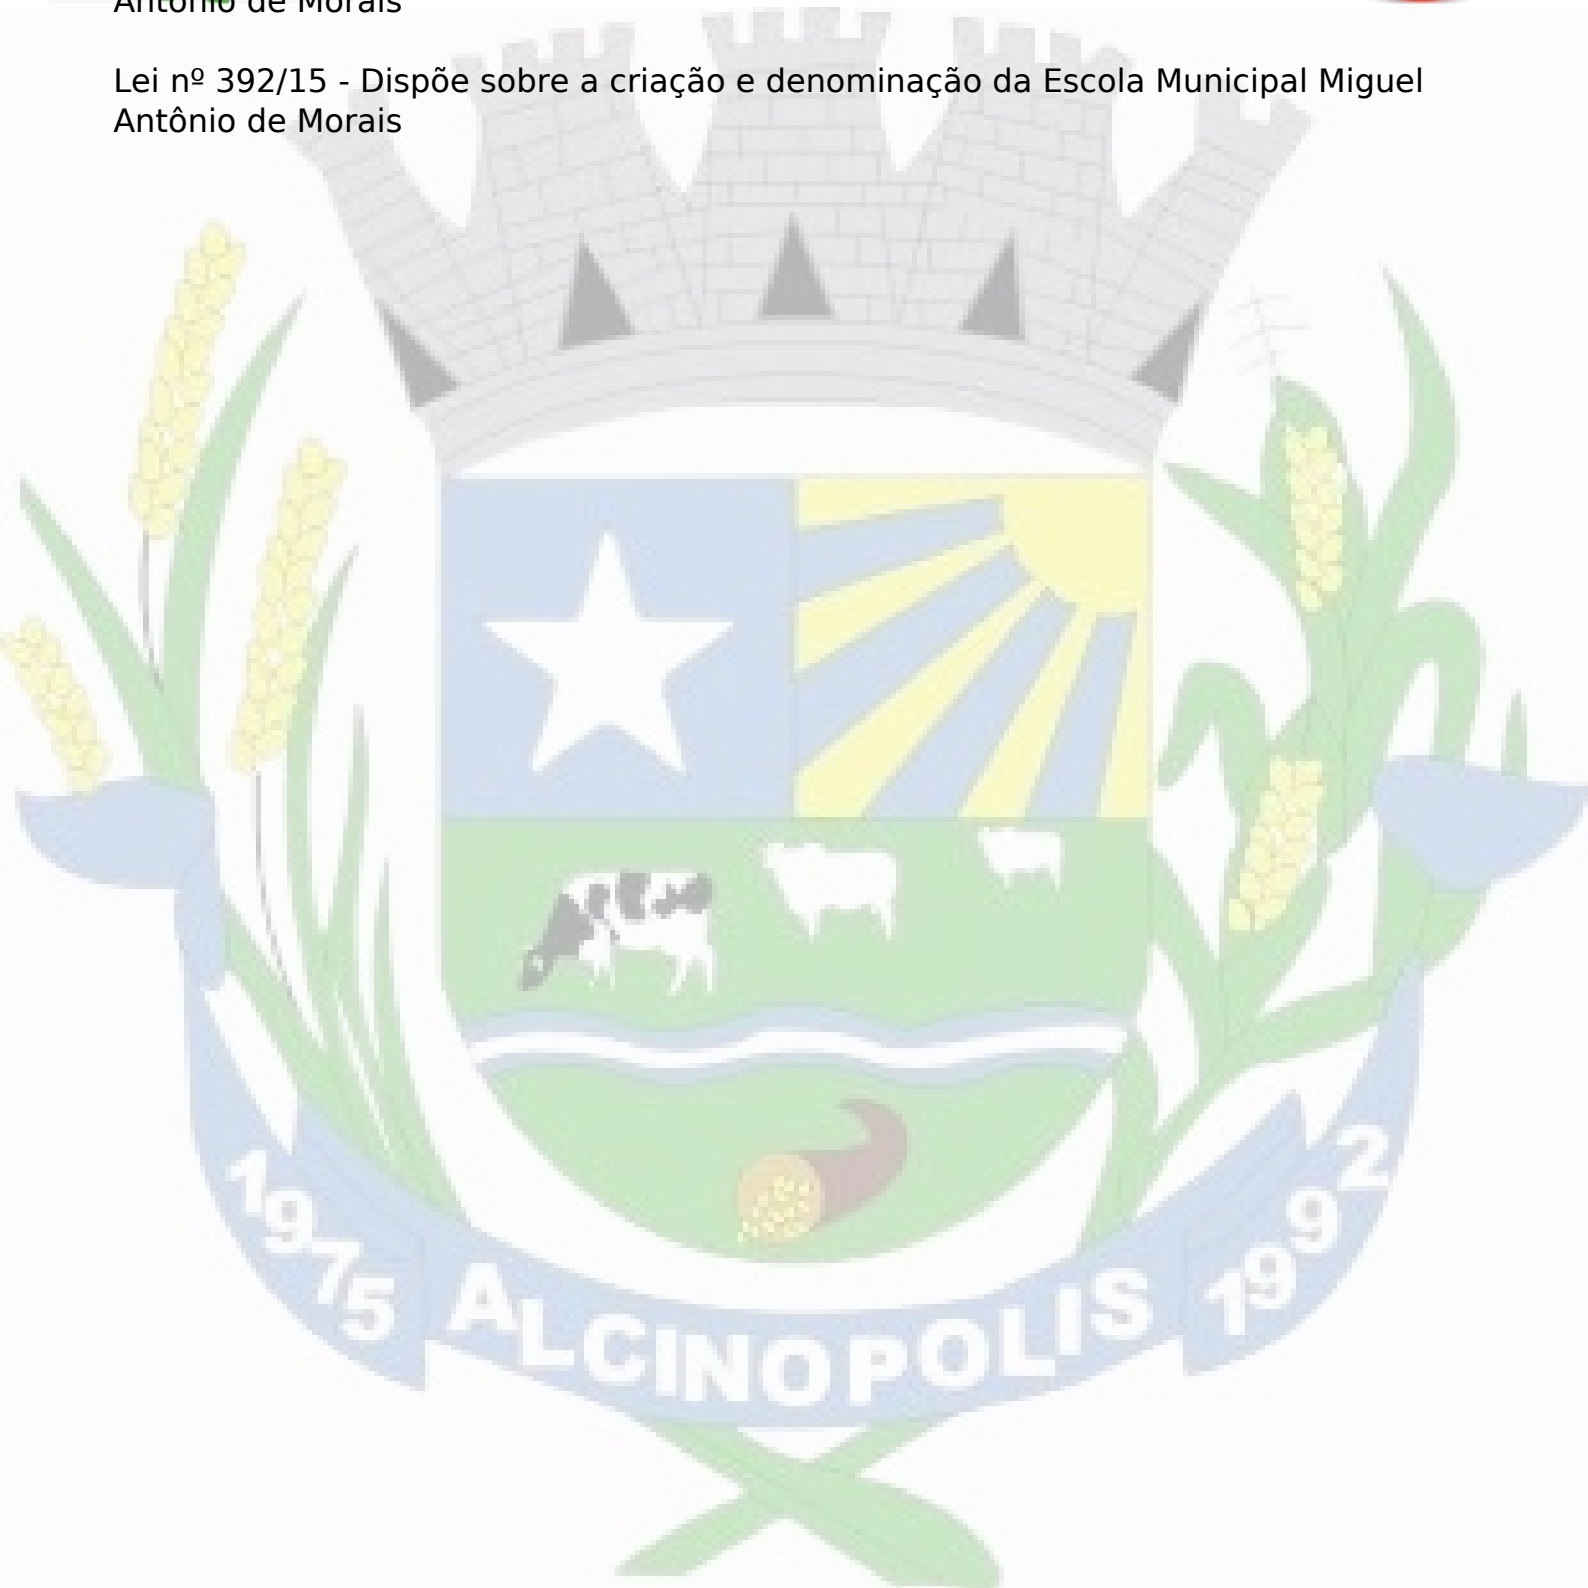 Antônio de Morais
Lei nº 392/15 - Dispõe sobre a criação e denominação da Escola Municipal Miguel
Antônio de Morais
1975 ALCINOPOLIS 1992